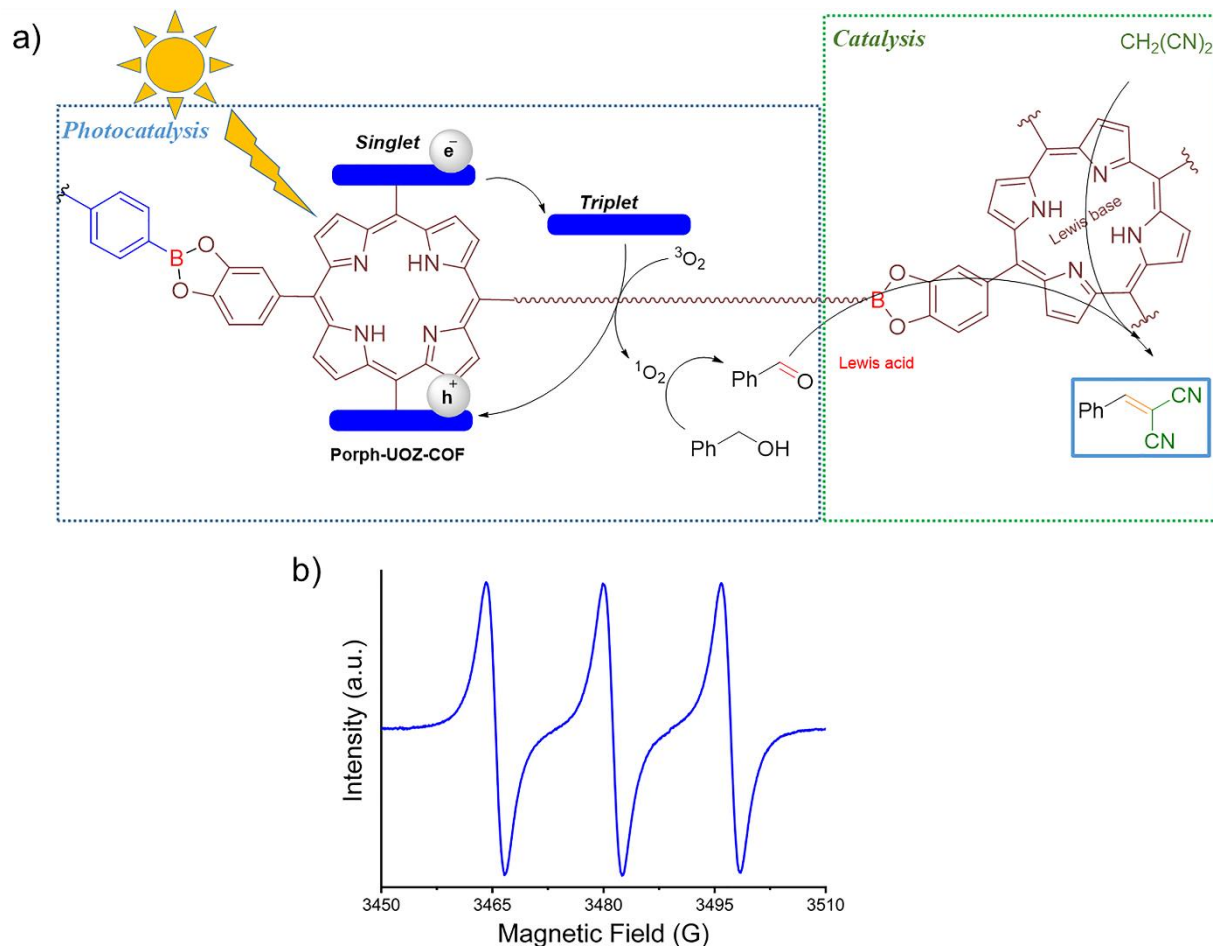 a)
Catalysis
CH₂(CN)₂
Photocatalysis
Singlet
e⁻
Triplet
NH
Lewis base
N
HN
N
HN
³O₂
B
O
O
N
B
O
O
NH
N
Lewis acid
¹O₂
Ph
O
h⁺
Ph
OH
Ph
CN
CN
Porph-UOZ-COF
b)
Intensity (a.u.)
3450
3465
3480
3495
3510
Magnetic Field (G)